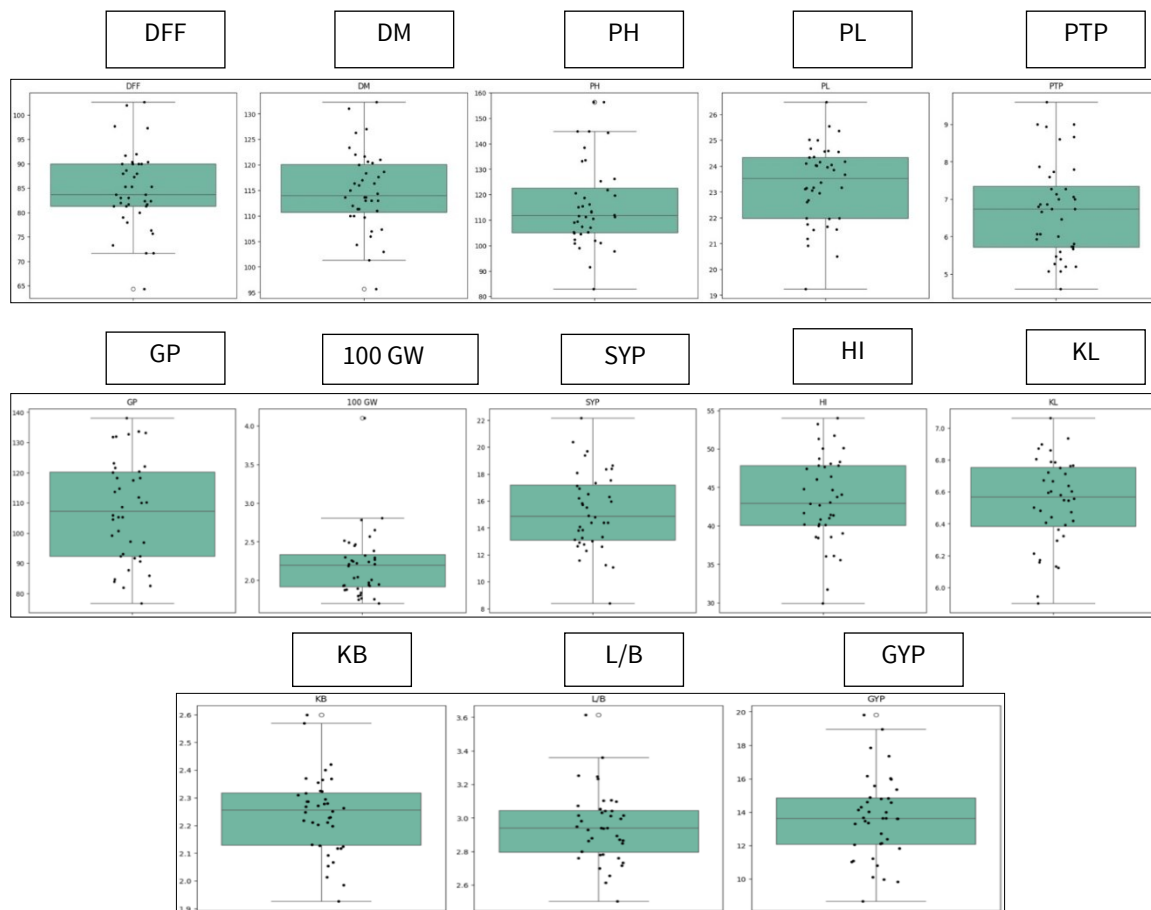 DFF DM PH PL PTP
DFF DM PH PL PTP
100 95 90 85 80 75 70 65
130 125 120 115 110 105 100 95
160 150 140 130 120 110 100 90 80
26 25 24 23 22 21 20 19
9 8 7 6 5
GP 100 GW SYP HI KL
GP 100 GW SYP HI KL
140 130 120 110 100 90 80
4.0 3.5 3.0 2.5 2.0
22 20 18 16 14 12 10 8
55 50 45 40 35 30
7.0 6.8 6.6 6.4 6.2 6.0
KB L/B GYP
KB L/B GYP
2.6 2.5 2.4 2.3 2.2 2.1 2.0 1.9
3.6 3.4 3.2 3.0 2.8 2.6
20 18 16 14 12 10